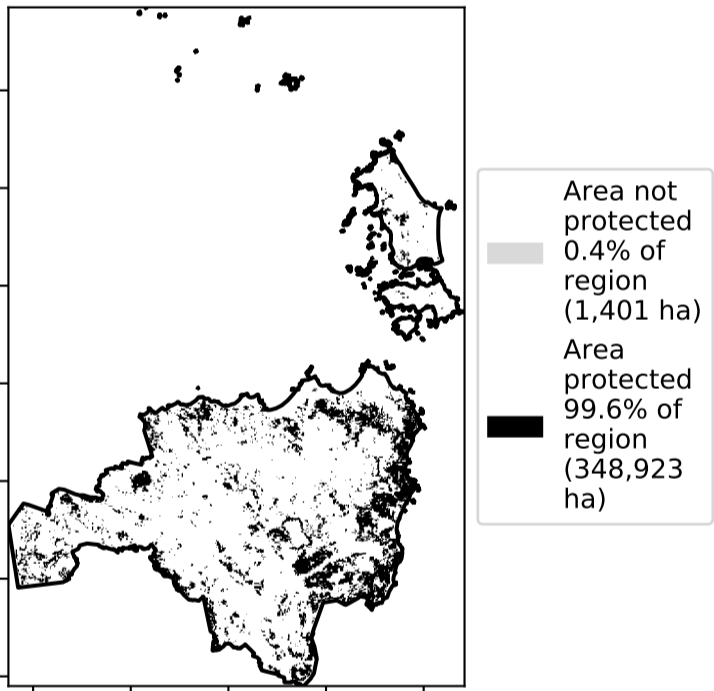 Area not
protected
0.4% of
region
(1,401 ha)
Area
protected
99.6% of
region
(348,923
ha)